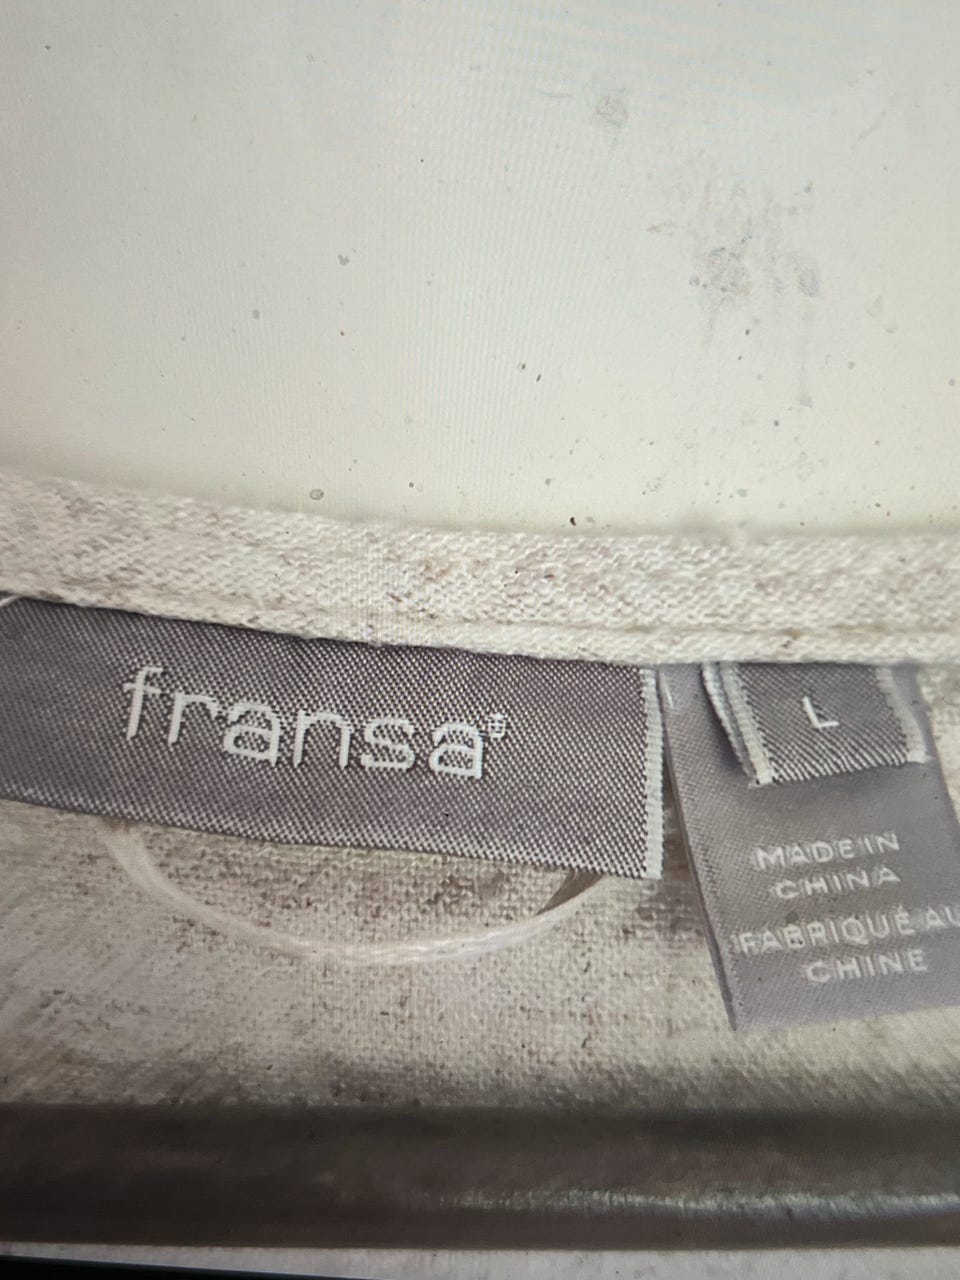 fransa®
L
MADE IN
CHINA
FABRIQUÉ AU
CHINE